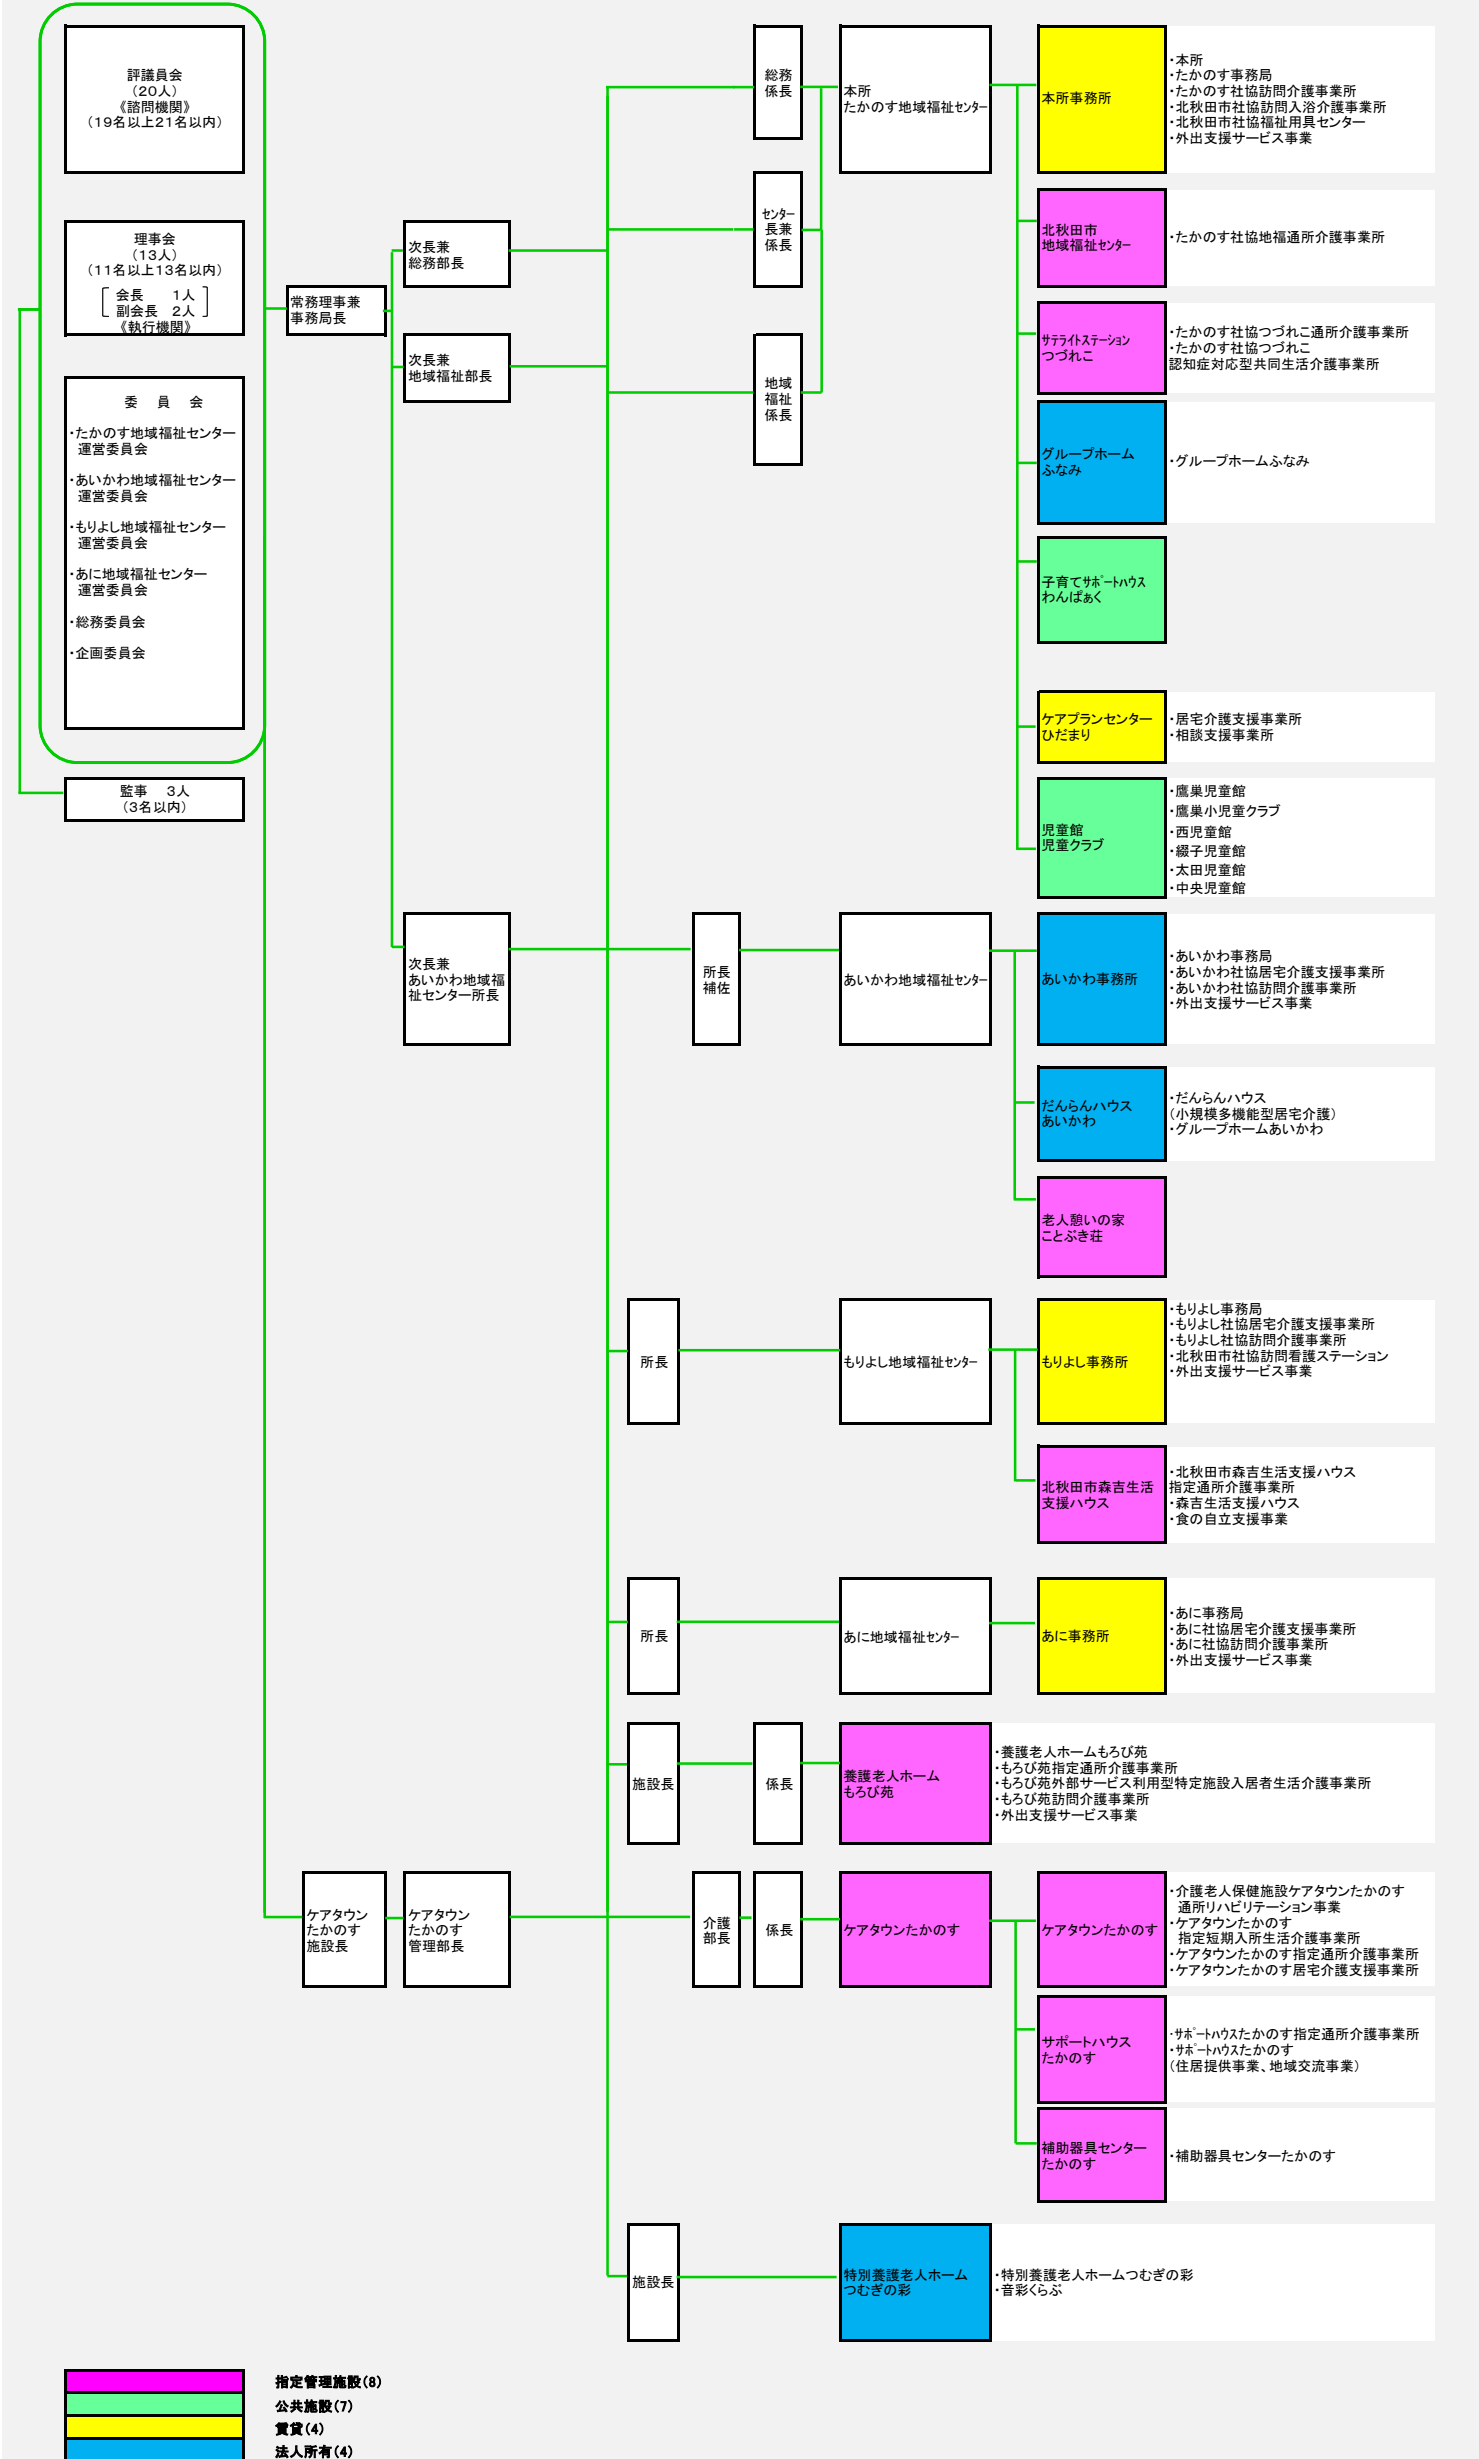 評議員会
(20人)
《諮問機関》
(19名以上21名以内)
理事会
(13人)
(11名以上13名以内)
会長　1人
副会長　2人
《執行機関》
委　員　会
・たかのす地域福祉センター
運営委員会
・あいかわ地域福祉センター
運営委員会
・もりよし地域福祉センター
運営委員会
・あに地域福祉センター
運営委員会
・総務委員会
・企画委員会
監事　3人
(3名以内)
常務理事兼
事務局長
次長兼
総務部長
次長兼
地域福祉部長
総務
係長
センター
長兼
係長
地域
福祉
係長
本所
たかのす地域福祉センター
本所事務所
・本所
・たかのす事務局
・たかのす社協訪問介護事業所
・北秋田市社協訪問入浴介護事業所
・北秋田市社協福祉用具センター
・外出支援サービス事業
北秋田市
地域福祉センター
・たかのす社協地福通所介護事業所
サテライトステーション
つづれこ
・たかのす社協つづれこ通所介護事業所
・たかのす社協つづれこ
認知症対応型共同生活介護事業所
グループホーム
ふなみ
・グループホームふなみ
子育てサポートハウス
わんぱぁく
ケアプランセンター
ひだまり
・居宅介護支援事業所
・相談支援事業所
児童館
児童クラブ
・鷹巣児童館
・鷹巣小児童クラブ
・西児童館
・綴子児童館
・太田児童館
・中央児童館
次長兼
あいかわ地域福
祉センター所長
所長
補佐
あいかわ地域福祉センター
あいかわ事務所
・あいかわ事務局
・あいかわ社協居宅介護支援事業所
・あいかわ社協訪問介護事業所
・外出支援サービス事業
だんらんハウス
あいかわ
・だんらんハウス
(小規模多機能型居宅介護)
・グループホームあいかわ
老人憩いの家
ことぶき荘
所長
もりよし地域福祉センター
もりよし事務所
・もりよし事務局
・もりよし社協居宅介護支援事業所
・もりよし社協訪問介護事業所
・北秋田市社協訪問看護ステーション
・外出支援サービス事業
北秋田市森吉生活
支援ハウス
・北秋田市森吉生活支援ハウス
指定通所介護事業所
・森吉生活支援ハウス
・食の自立支援事業
所長
あに地域福祉センター
あに事務所
・あに事務局
・あに社協居宅介護支援事業所
・あに社協訪問介護事業所
・外出支援サービス事業
施設長
係長
養護老人ホーム
もろび苑
・養護老人ホームもろび苑
・もろび苑指定通所介護事業所
・もろび苑外部サービス利用型特定施設入居者生活介護事業所
・もろび苑訪問介護事業所
・外出支援サービス事業
ケアタウン
たかのす
施設長
ケアタウン
たかのす
管理部長
介護
部長
係長
ケアタウンたかのす
ケアタウンたかのす
・介護老人保健施設ケアタウンたかのす
通所リハビリテーション事業
・ケアタウンたかのす
指定短期入所生活介護事業所
・ケアタウンたかのす指定通所介護事業所
・ケアタウンたかのす居宅介護支援事業所
サポートハウス
たかのす
・サポートハウスたかのす指定通所介護事業所
・サポートハウスたかのす
(住居提供事業、地域交流事業)
補助器具センター
たかのす
・補助器具センターたかのす
施設長
特別養護老人ホーム
つむぎの彩
・特別養護老人ホームつむぎの彩
・音彩くらぶ
指定管理施設(8)
公共施設(7)
賃貸(4)
法人所有(4)